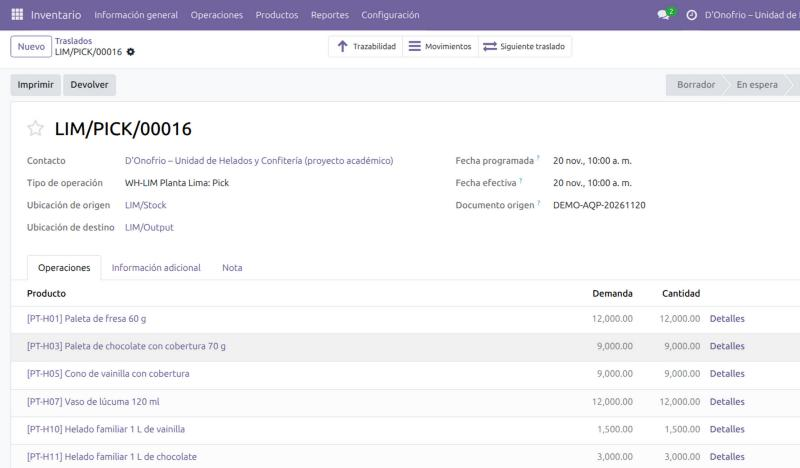 Inventario Información general Operaciones Productos Reportes Configuración 2 D'Onofrio – Unidad de
Nuevo Traslados
LIM/PICK/00016
Trazabilidad Movimientos Siguiente traslado
Imprimir Devolver Borrador En espera
LIM/PICK/00016
Contacto D'Onofrio – Unidad de Helados y Confitería (proyecto académico) Fecha programada ? 20 nov., 10:00 a. m.
Tipo de operación WH-LIM Planta Lima: Pick Fecha efectiva ? 20 nov., 10:00 a. m.
Ubicación de origen LIM/Stock Documento origen ? DEMO-AQP-20261120
Ubicación de destino LIM/Output
Operaciones Información adicional Nota
Producto Demanda Cantidad
[PT-H01] Paleta de fresa 60 g 12,000.00 12,000.00 Detalles
[PT-H03] Paleta de chocolate con cobertura 70 g 9,000.00 9,000.00 Detalles
[PT-H05] Cono de vainilla con cobertura 9,000.00 9,000.00 Detalles
[PT-H07] Vaso de lúcuma 120 ml 12,000.00 12,000.00 Detalles
[PT-H10] Helado familiar 1 L de vainilla 1,500.00 1,500.00 Detalles
[PT-H11] Helado familiar 1 L de chocolate 3,000.00 3,000.00 Detalles